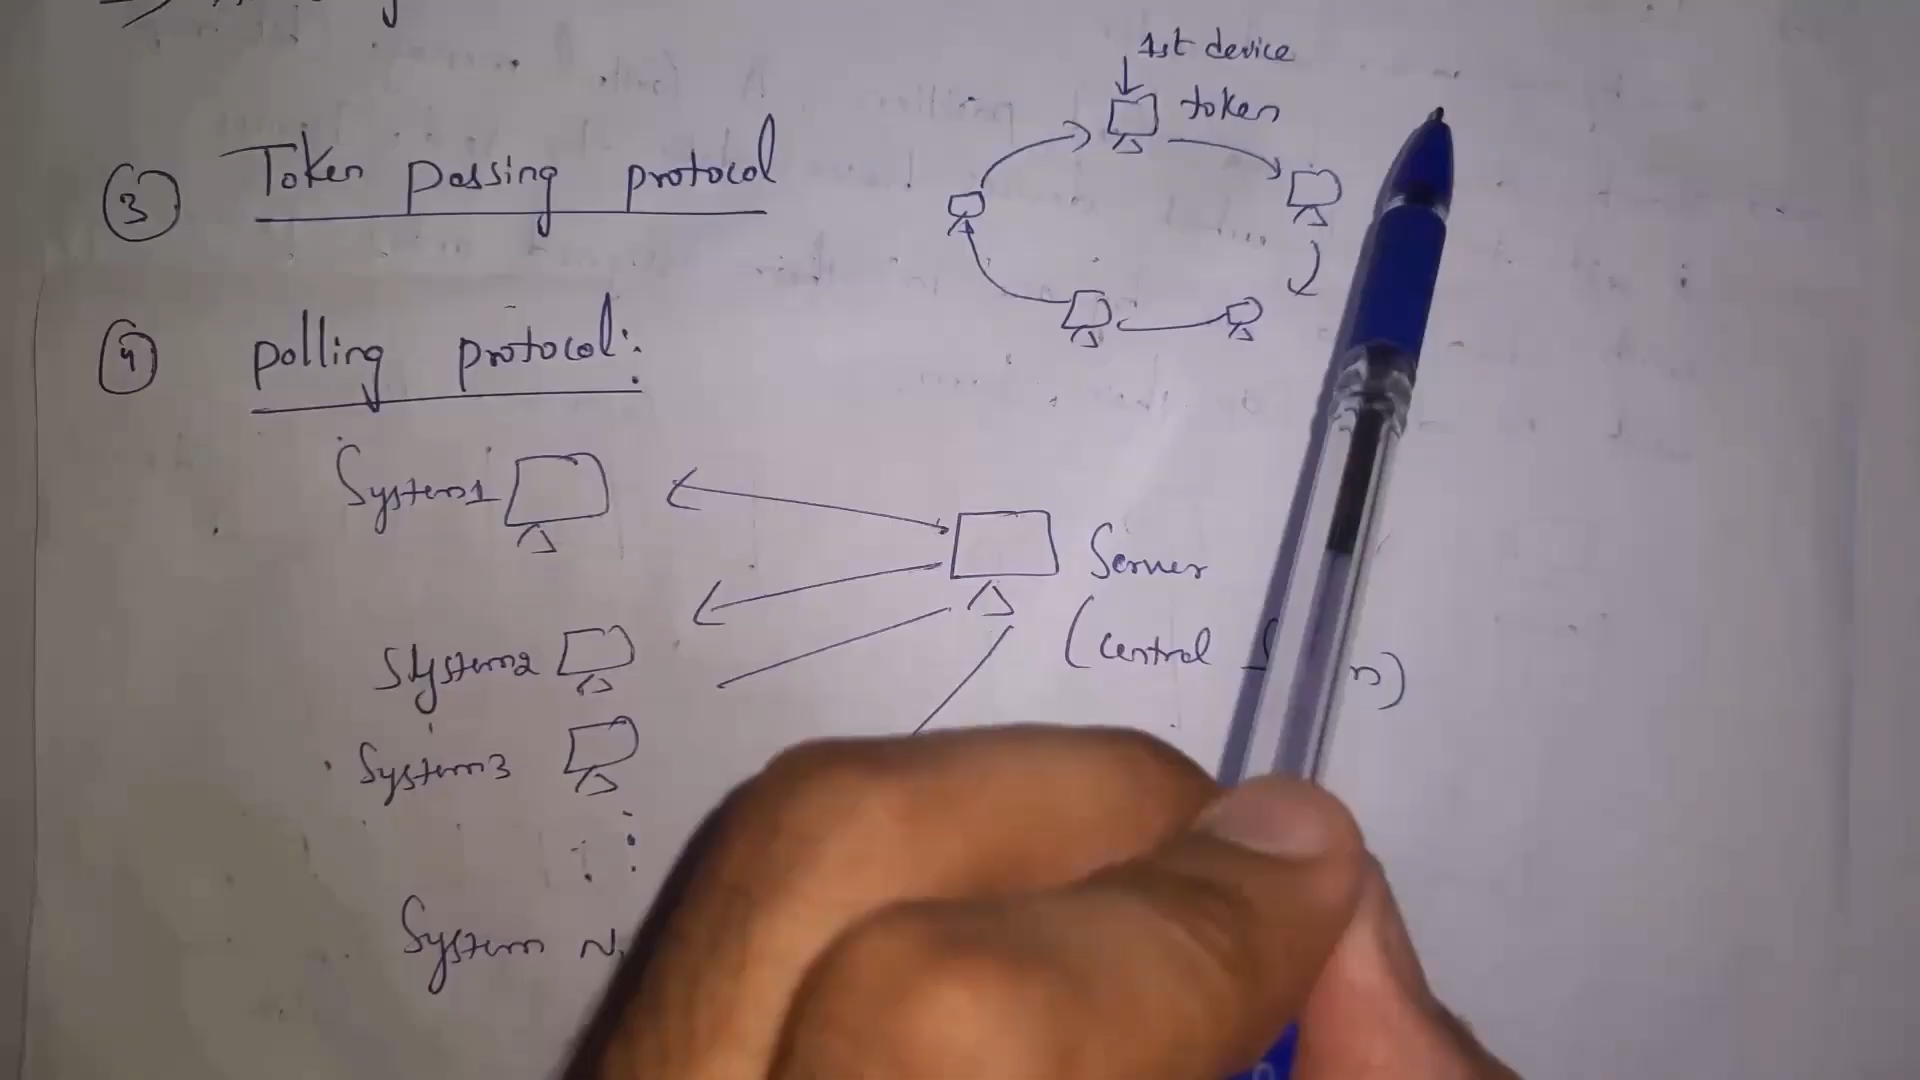 1st device
token
3 Token passing protocol
4 polling protocol:
System1
Server
(central
System2
System3
System N